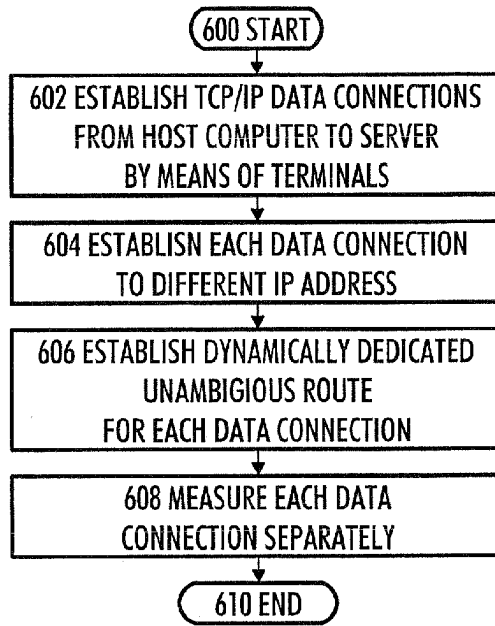 600 START
602 ESTABLISH TCP/IP DATA CONNECTIONS
FROM HOST COMPUTER TO SERVER
BY MEANS OF TERMINALS
604 ESTABLISN EACH DATA CONNECTION
TO DIFFERENT IP ADDRESS
606 ESTABLISH DYNAMICALLY DEDICATED
UNAMBIGIOUS ROUTE
FOR EACH DATA CONNECTION
608 MEASURE EACH DATA
CONNECTION SEPARATELY
610 END